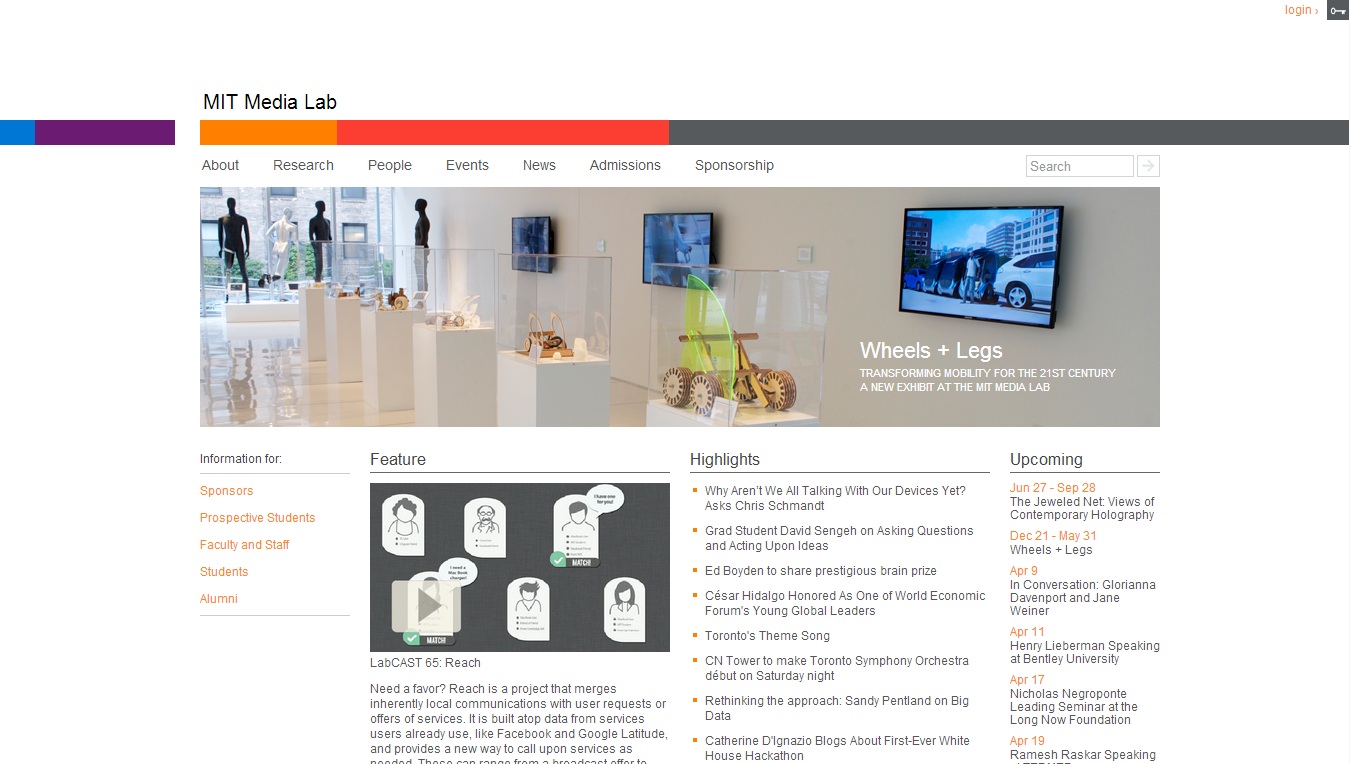 login ›
MIT Media Lab
About
Research
People
Events
News
Admissions
Sponsorship
Search
Wheels + Legs
TRANSFORMING MOBILITY FOR THE 21ST CENTURY
A NEW EXHIBIT AT THE MIT MEDIA LAB
Information for:
Sponsors
Prospective Students
Faculty and Staff
Students
Alumni
Feature
I have one
for you!
MATCH!
I need a
Mac Book
charger!
MATCH!
LabCAST 65: Reach
Need a favor? Reach is a project that merges
inherently local communications with user requests or
offers of services. It is built atop data from services
users already use, like Facebook and Google Latitude,
and provides a new way to call upon services as
needed. These can range from a broadcast offer to
Highlights
Why Aren't We All Talking With Our Devices Yet?
Asks Chris Schmandt
Grad Student David Sengeh on Asking Questions
and Acting Upon Ideas
Ed Boyden to share prestigious brain prize
César Hidalgo Honored As One of World Economic
Forum's Young Global Leaders
Toronto's Theme Song
CN Tower to make Toronto Symphony Orchestra
début on Saturday night
Rethinking the approach: Sandy Pentland on Big
Data
Catherine D'Ignazio Blogs About First-Ever White
House Hackathon
Upcoming
Jun 27 - Sep 28
The Jeweled Net: Views of
Contemporary Holography
Dec 21 - May 31
Wheels + Legs
Apr 9
In Conversation: Glorianna
Davenport and Jane
Weiner
Apr 11
Henry Lieberman Speaking
at Bentley University
Apr 17
Nicholas Negroponte
Leading Seminar at the
Long Now Foundation
Apr 19
Ramesh Raskar Speaking